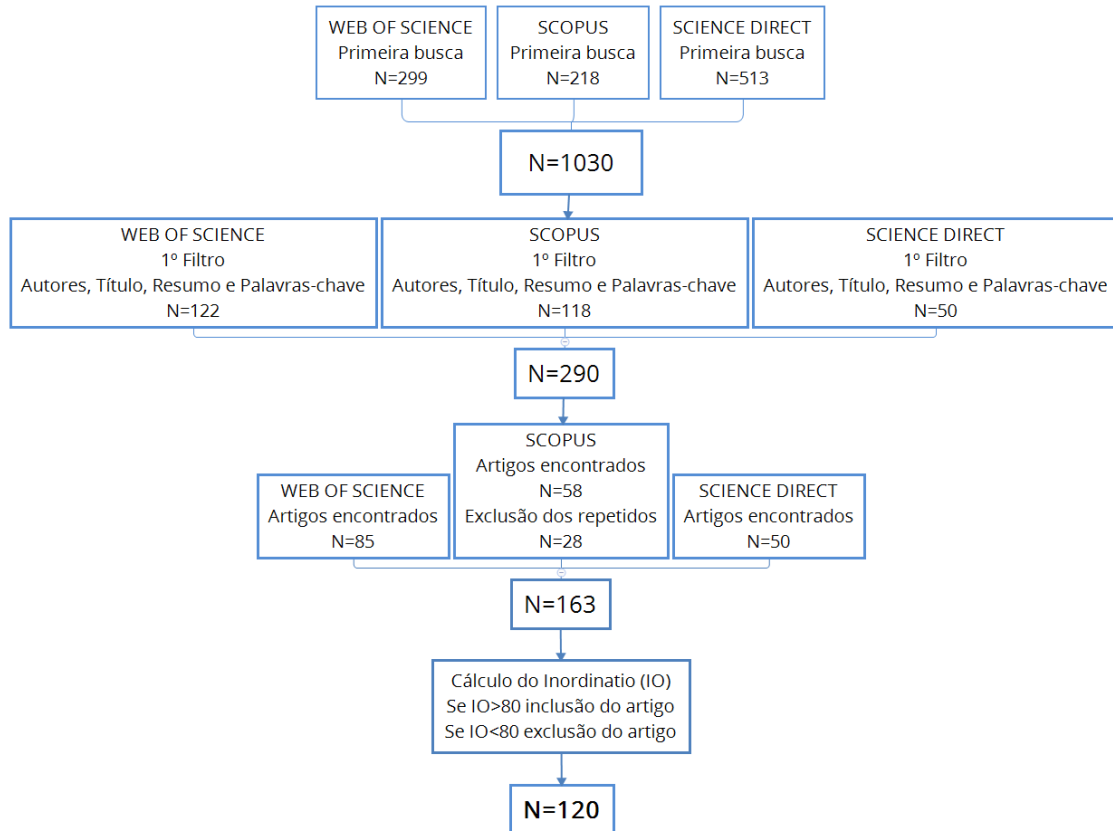 WEB OF SCIENCE
Primeira busca
N=299
SCOPUS
Primeira busca
N=218
SCIENCE DIRECT
Primeira busca
N=513
N=1030
WEB OF SCIENCE
1º Filtro
Autores, Título, Resumo e Palavras-chave
N=122
SCOPUS
1º Filtro
Autores, Título, Resumo e Palavras-chave
N=118
SCIENCE DIRECT
1º Filtro
Autores, Título, Resumo e Palavras-chave
N=50
N=290
WEB OF SCIENCE
Artigos encontrados
N=85
SCOPUS
Artigos encontrados
N=58
Exclusão dos repetidos
N=28
SCIENCE DIRECT
Artigos encontrados
N=50
N=163
Cálculo do Inordinatio (IO)
Se IO>80 inclusão do artigo
Se IO<80 exclusão do artigo
N=120